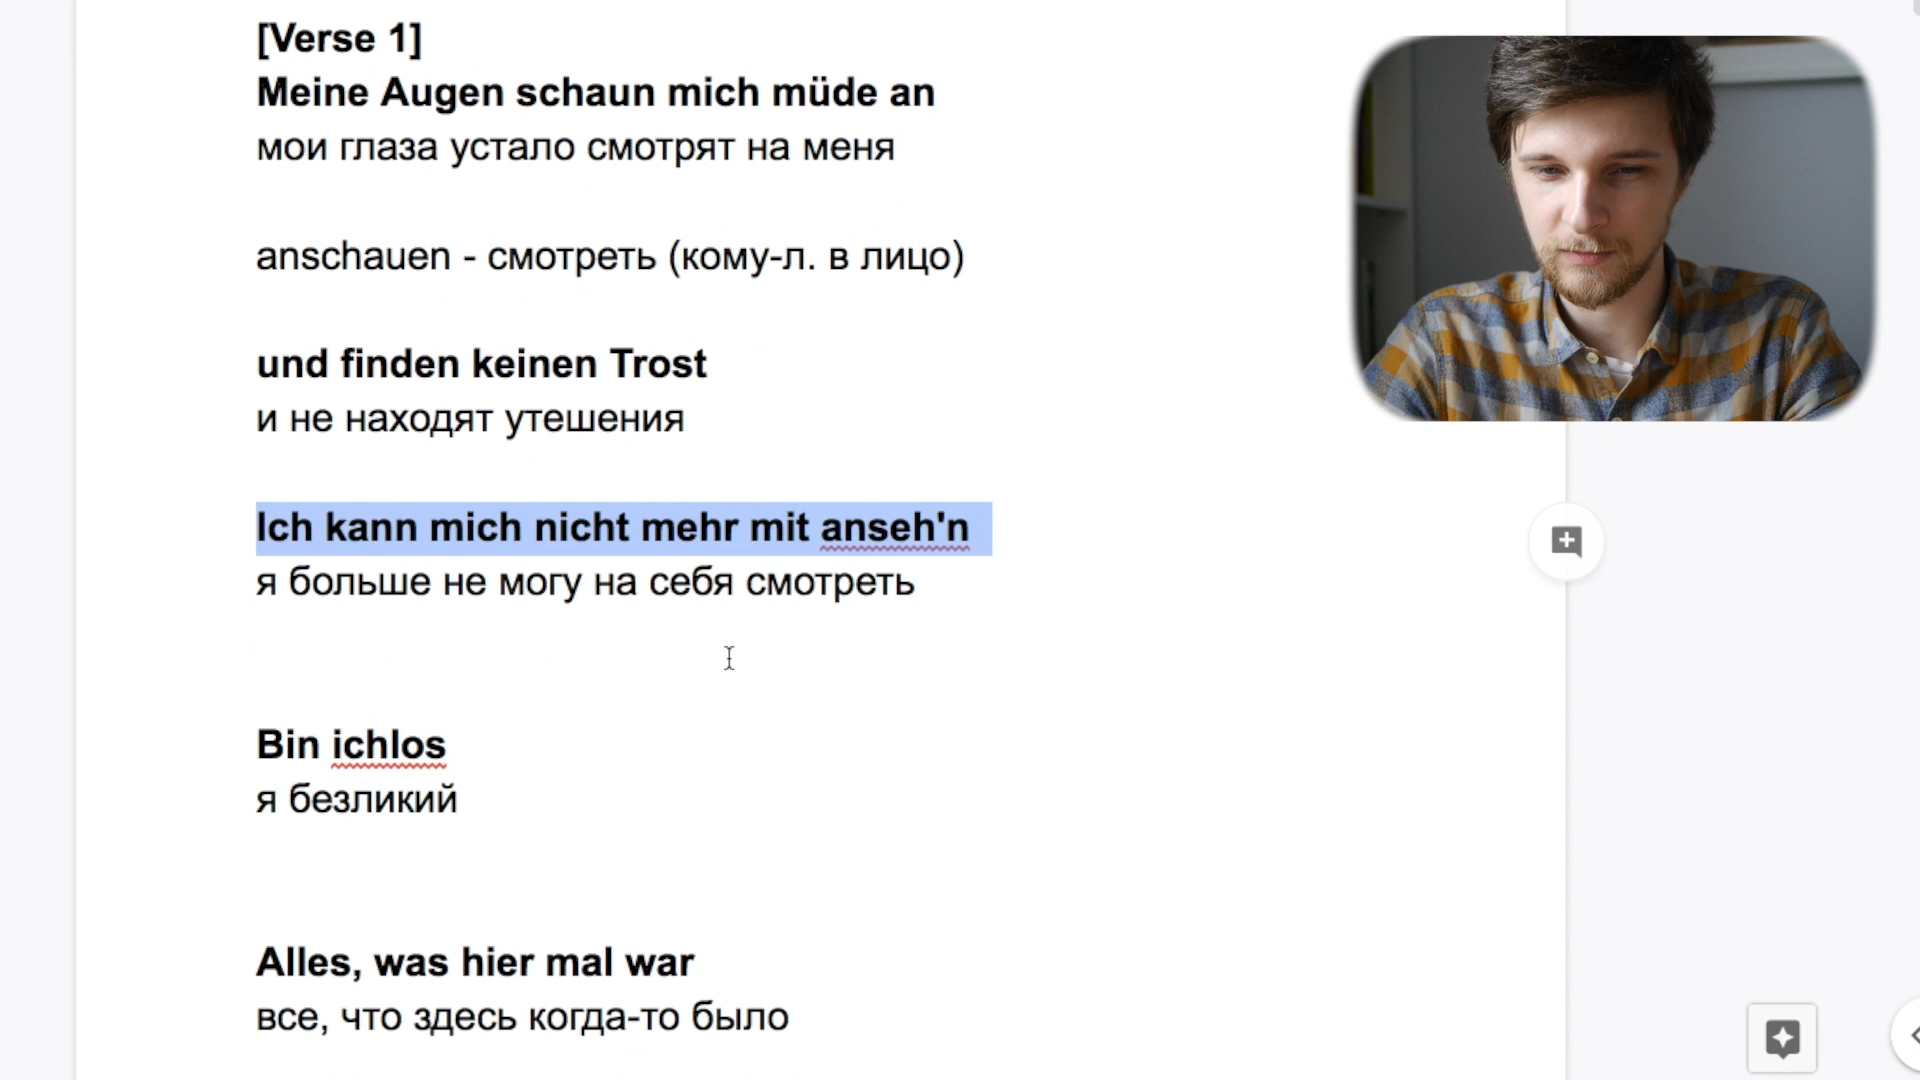 [Verse 1]
Meine Augen schaun mich müde an
мои глаза устало смотрят на меня
anschauen - смотреть (кому-л. в лицо)
und finden keinen Trost
и не находят утешения
Ich kann mich nicht mehr mit anseh'n
я больше не могу на себя смотреть
Bin ichlos
я безликий
Alles, was hier mal war
все, что здесь когда-то было